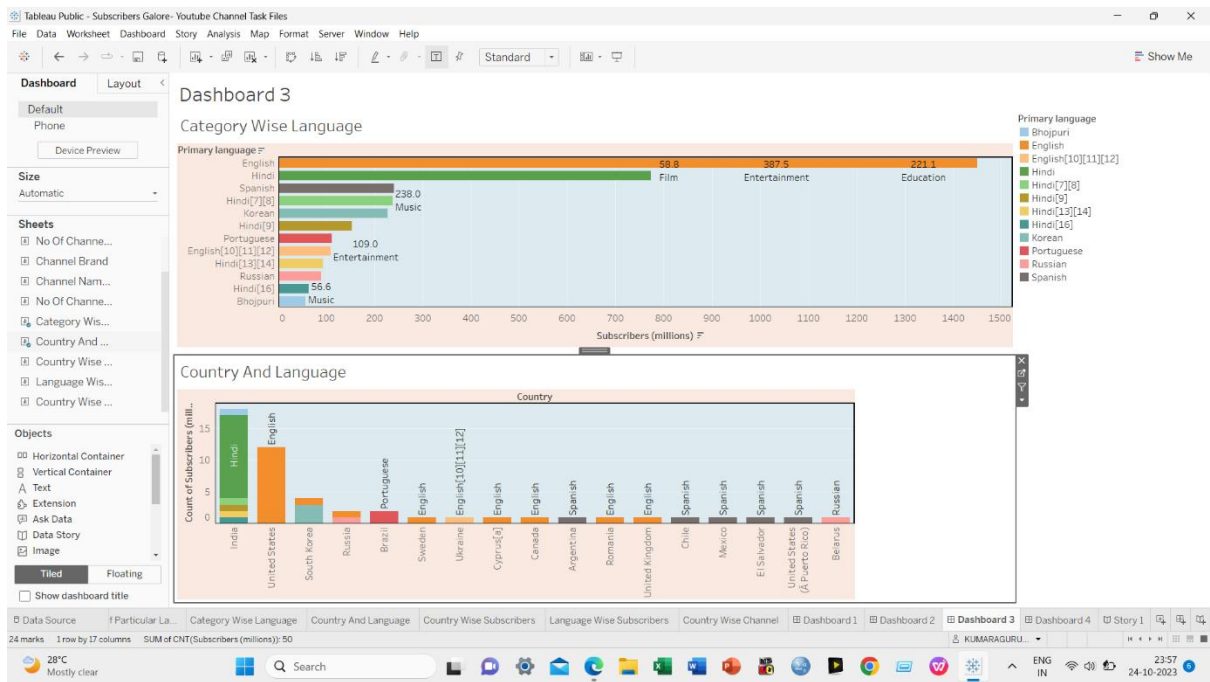 Tableau Public - Subscribers Galore- Youtube Channel Task Files
File Data Worksheet Dashboard Story Analysis Map Format Server Window Help
Standard
Show Me
Dashboard Layout
Default
Phone
Device Preview
Size
Automatic
Sheets
No Of Channe...
Channel Brand
Channel Nam...
No Of Channe...
Category Wis...
Country And ...
Country Wise ...
Language Wis...
Country Wise ...
Objects
Horizontal Container
Vertical Container
A Text
Extension
Ask Data
Data Story
Image
Tiled Floating
Show dashboard title
Dashboard 3
Category Wise Language
Primary language
English
Hindi
Spanish
Hindi[7][8]
Korean
Hindi[9]
Portuguese
English[10][11][12]
Hindi[13][14]
Russian
Hindi[16]
Bhojpuri
58.8 387.5 221.1
Film Entertainment Education
238.0
Music
109.0
Entertainment
56.6
Music
0 100 200 300 400 500 600 700 800 900 1000 1100 1200 1300 1400 1500
Subscribers (millions)
Primary language
Bhojpuri
English
English[10][11][12]
Hindi
Hindi[7][8]
Hindi[9]
Hindi[13][14]
Hindi[16]
Korean
Portuguese
Russian
Spanish
Country And Language
Country
Count of Subscribers (mill..
15
10
5
0
Hindi
English
Portuguese
English
English[10][11][12]
English
English
Spanish
English
English
Spanish
Spanish
Spanish
Spanish
Russian
India
United States
South Korea
Russia
Brazil
Sweden
Ukraine
Cyprus[a]
Canada
Argentina
Romania
United Kingdom
Chile
Mexico
El Salvador
United States
(Â Puerto Rico)
Belarus
Data Source f Particular La... Category Wise Language Country And Language Country Wise Subscribers Language Wise Subscribers Country Wise Channel Dashboard 1 Dashboard 2 Dashboard 3 Dashboard 4 Story 1
24 marks 1 row by 17 columns SUM of CNT(Subscribers (millions)): 50 KUMARAGURU...
28°C
Mostly clear
Search
ENG
IN
23:57
24-10-2023
6